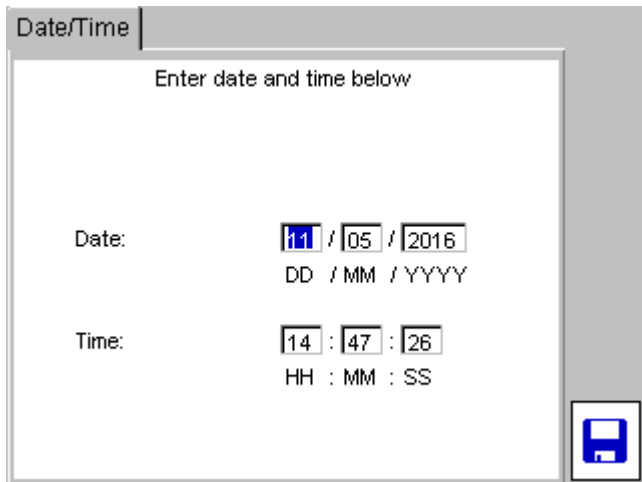 Date/Time
Enter date and time below
Date: 11 / 05 / 2016
DD / MM / YYYY
Time: 14 : 47 : 26
HH : MM : SS